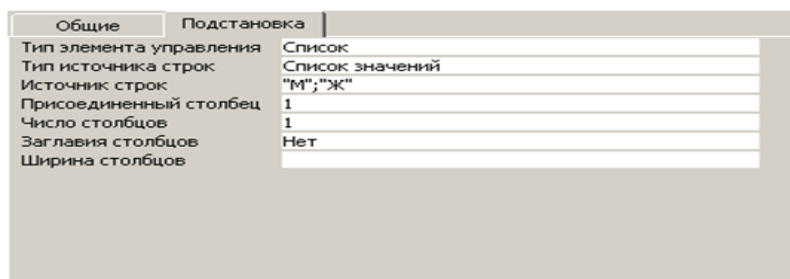 Общие Подстановка
Тип элемента управления Список
Тип источника строк Список значений
Источник строк "М";"Ж"
Присоединенный столбец 1
Число столбцов 1
Заглавия столбцов Нет
Ширина столбцов